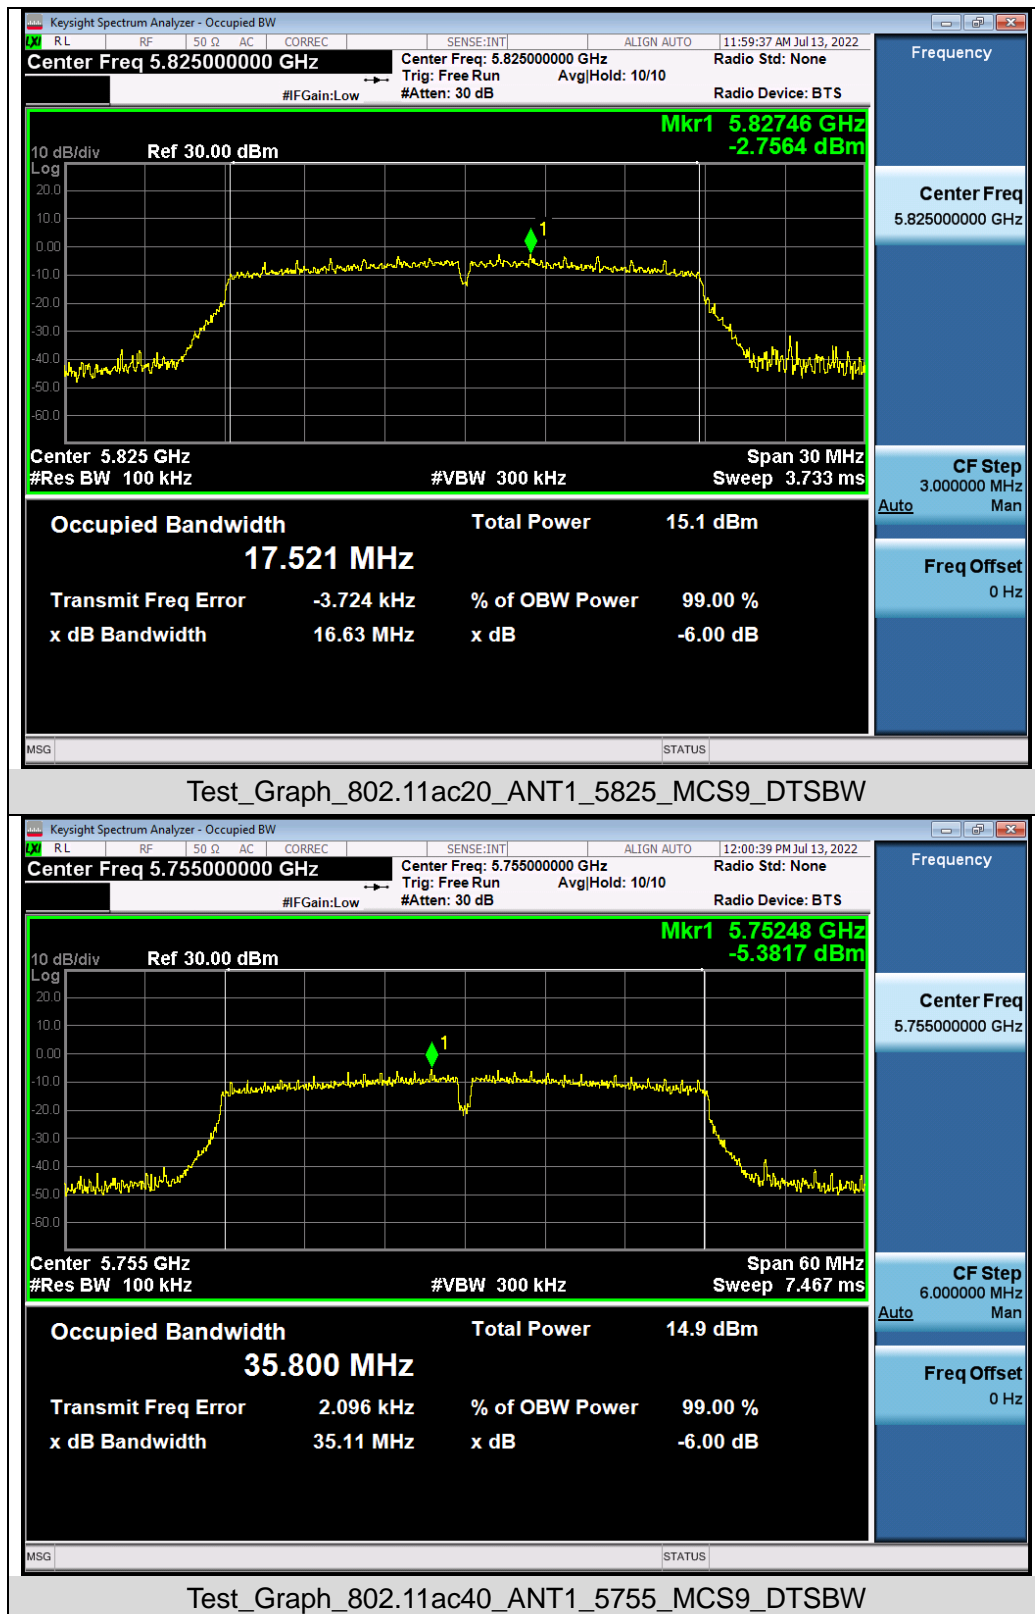 Keysight Spectrum Analyzer - Occupied BW
LXI RL RF 50 Ω AC CORREC SENSE:INT ALIGN AUTO 11:59:37 AM Jul 13, 2022
Center Freq 5.825000000 GHz
Center Freq: 5.825000000 GHz
Radio Std: None
Trig: Free Run Avg|Hold: 10/10
#IFGain:Low
#Atten: 30 dB
Radio Device: BTS
Frequency
Mkr1 5.82746 GHz
-2.7564 dBm
10 dB/div Ref 30.00 dBm
Log
20.0
10.0
0.00
-10.0
-20.0
-30.0
-40.0
-50.0
-60.0
1
Center 5.825 GHz
Span 30 MHz
#Res BW 100 kHz
#VBW 300 kHz
Sweep 3.733 ms
Center Freq
5.825000000 GHz
CF Step
3.000000 MHz
Auto Man
Freq Offset
0 Hz
Occupied Bandwidth
17.521 MHz
Total Power 15.1 dBm
Transmit Freq Error -3.724 kHz
% of OBW Power 99.00 %
x dB Bandwidth 16.63 MHz
x dB -6.00 dB
MSG STATUS
Test_Graph_802.11ac20_ANT1_5825_MCS9_DTSBW
Keysight Spectrum Analyzer - Occupied BW
LXI RL RF 50 Ω AC CORREC SENSE:INT ALIGN AUTO 12:00:39 PM Jul 13, 2022
Center Freq 5.755000000 GHz
Center Freq: 5.755000000 GHz
Radio Std: None
Trig: Free Run Avg|Hold: 10/10
#IFGain:Low
#Atten: 30 dB
Radio Device: BTS
Frequency
Mkr1 5.75248 GHz
-5.3817 dBm
10 dB/div Ref 30.00 dBm
Log
20.0
10.0
0.00
-10.0
-20.0
-30.0
-40.0
-50.0
-60.0
1
Center 5.755 GHz
Span 60 MHz
#Res BW 100 kHz
#VBW 300 kHz
Sweep 7.467 ms
Center Freq
5.755000000 GHz
CF Step
6.000000 MHz
Auto Man
Freq Offset
0 Hz
Occupied Bandwidth
35.800 MHz
Total Power 14.9 dBm
Transmit Freq Error 2.096 kHz
% of OBW Power 99.00 %
x dB Bandwidth 35.11 MHz
x dB -6.00 dB
MSG STATUS
Test_Graph_802.11ac40_ANT1_5755_MCS9_DTSBW